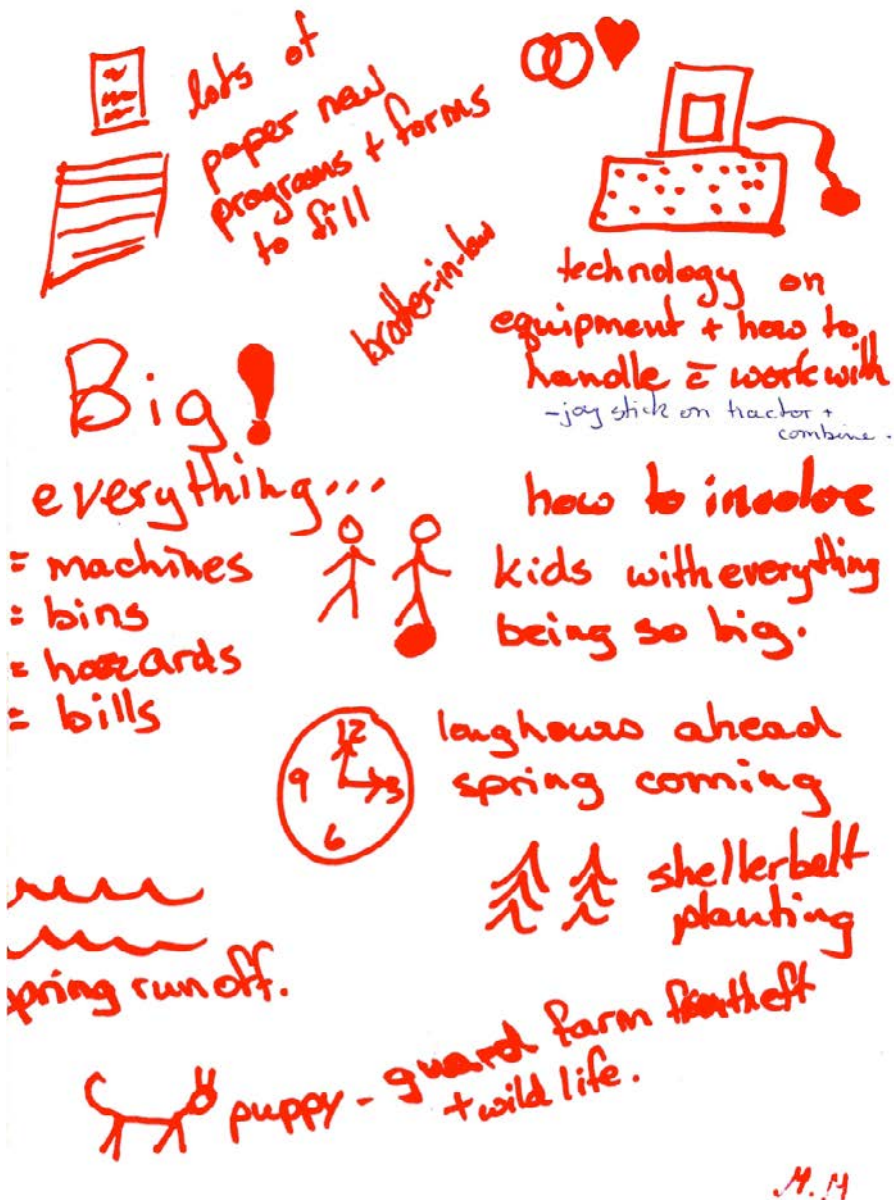 lots of
paper new
programs + forms
to fill
brother-in-law
technology on
equipment + how to
handle c̄ work with
-joy stick on tractor +
combine.
Big!
everything...
= machines
= bins
= hazards
= bills
how to involve
kids with everything
being so big.
12
9 3
6
long hours ahead
spring coming
shelterbelt
planting
pring runoff.
puppy - guard farm from theft
+ wild life.
M.M